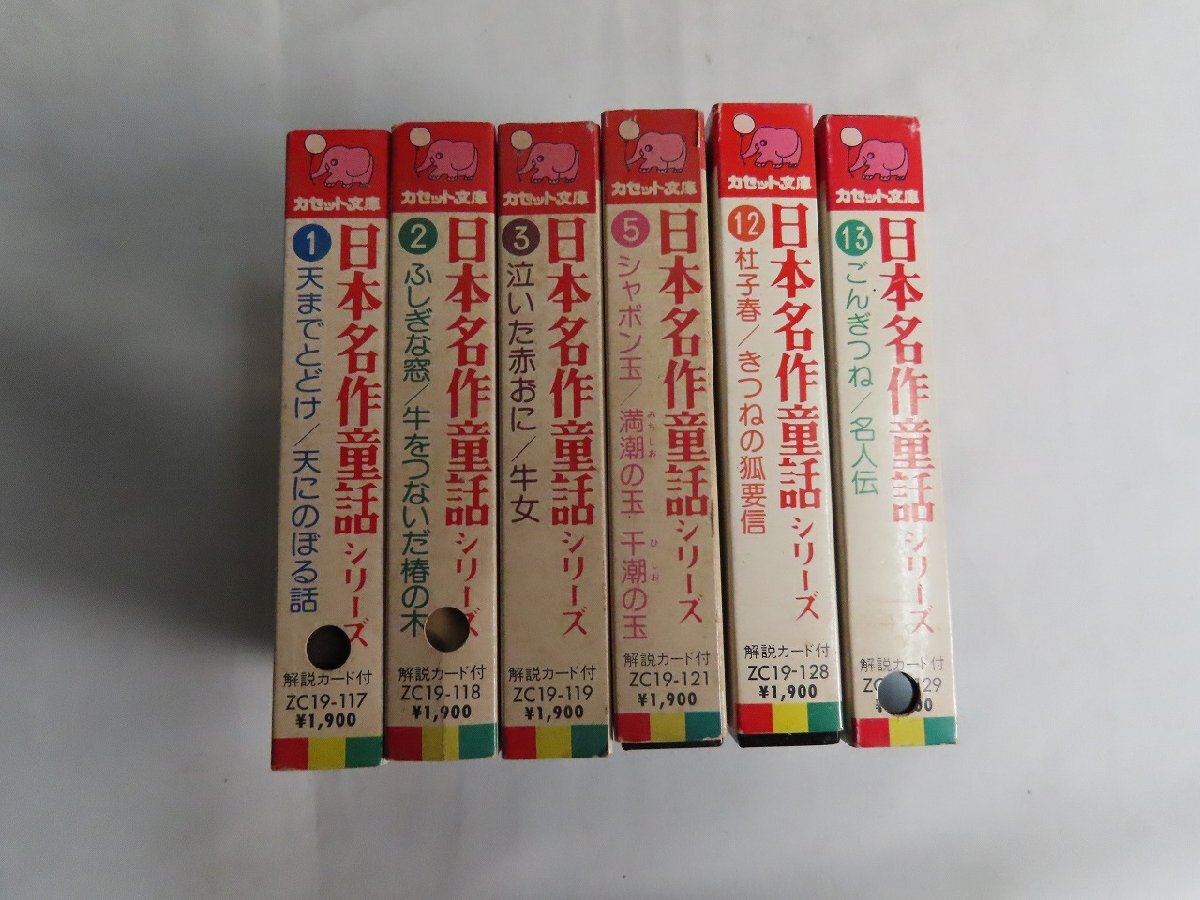 カセット文庫
日本名作童話シリーズ
1
天までとどけ/天にのぼる話
解説カード付
ZC19-117
¥1,900
カセット文庫
日本名作童話シリーズ
2
ふしぎな窓/牛をつないだ椿の木
解説カード付
ZC19-118
¥1,900
カセット文庫
日本名作童話シリーズ
3
泣いた赤おに/牛女
解説カード付
ZC19-119
¥1,900
カセット文庫
日本名作童話シリーズ
5
シャボン玉/満潮の玉・干潮の玉
みちしお
ひしお
解説カード付
ZC19-121
¥1,900
カセット文庫
日本名作童話シリーズ
12
杜子春/きつねの狐要信
解説カード付
ZC19-128
¥1,900
カセット文庫
日本名作童話シリーズ
13
ごんぎつね/名人伝
解説カード付